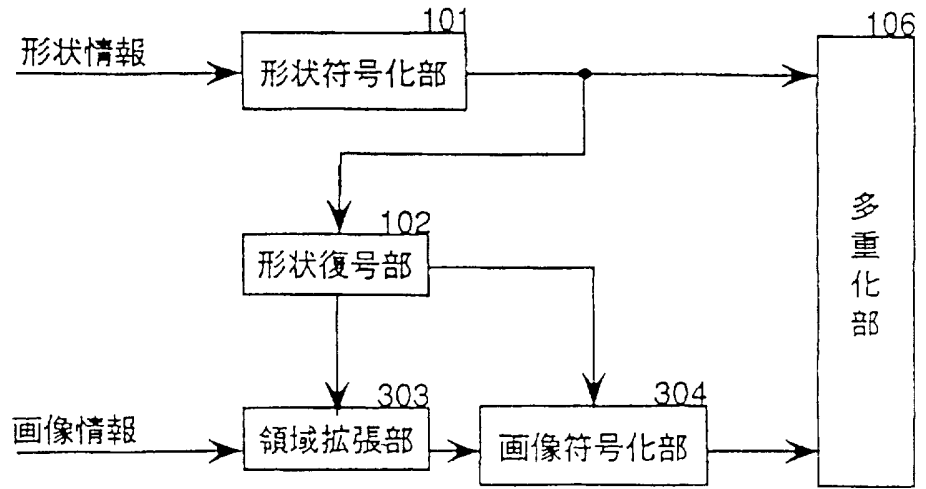 101
106
形状情報
形状符号化部
102
形状復号部
多重化部
303
304
画像情報
領域拡張部
画像符号化部